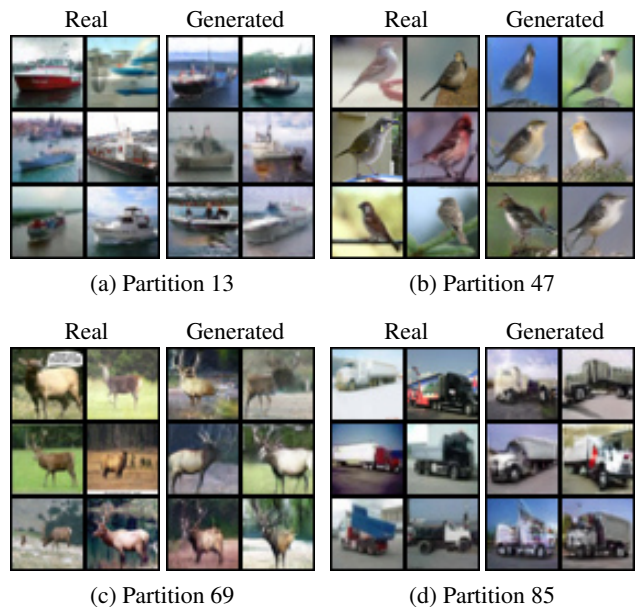 Real Generated Real Generated
(a) Partition 13 (b) Partition 47
Real Generated Real Generated
(c) Partition 69 (d) Partition 85